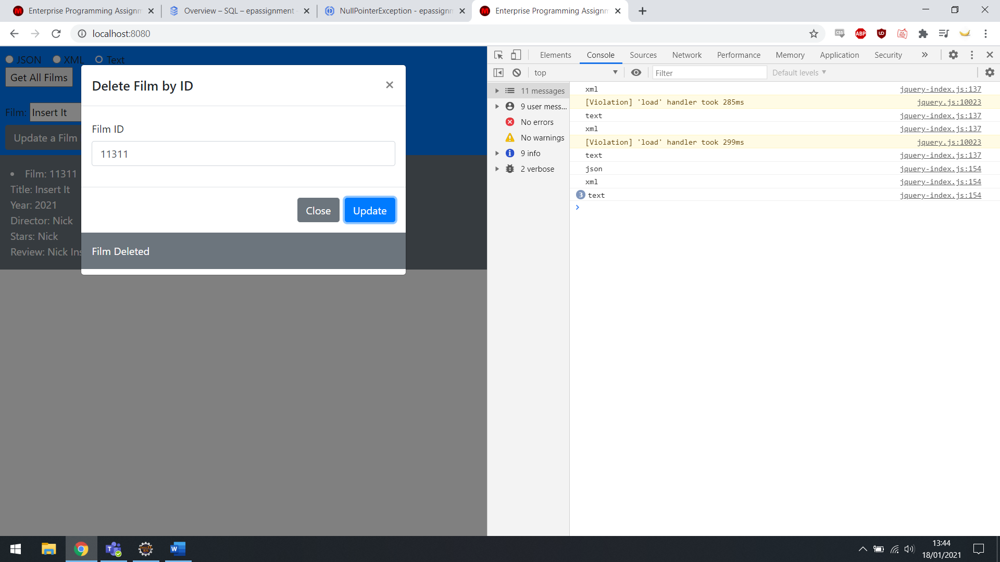 Enterprise Programming Assignm
Overview – SQL – epassignment
NullPointerException - epassignm
Enterprise Programming Assignm
localhost:8080
CSS
ABP
JSON XML Text
Get All Films
Film: Insert It
Update a Film
Film: 11311
Title: Insert It
Year: 2021
Director: Nick
Stars: Nick
Review: Nick Ins
Delete Film by ID
×
Film ID
11311
Close Update
Film Deleted
Elements Console Sources Network Performance Memory Application Security
top Filter Default levels
11 messages
9 user mess...
No errors
No warnings
9 info
2 verbose
xml jquery-index.js:137
[Violation] 'load' handler took 285ms jquery.js:10023
text jquery-index.js:137
xml jquery-index.js:137
[Violation] 'load' handler took 299ms jquery.js:10023
text jquery-index.js:137
json jquery-index.js:154
xml jquery-index.js:154
3 text jquery-index.js:154
13:44
18/01/2021